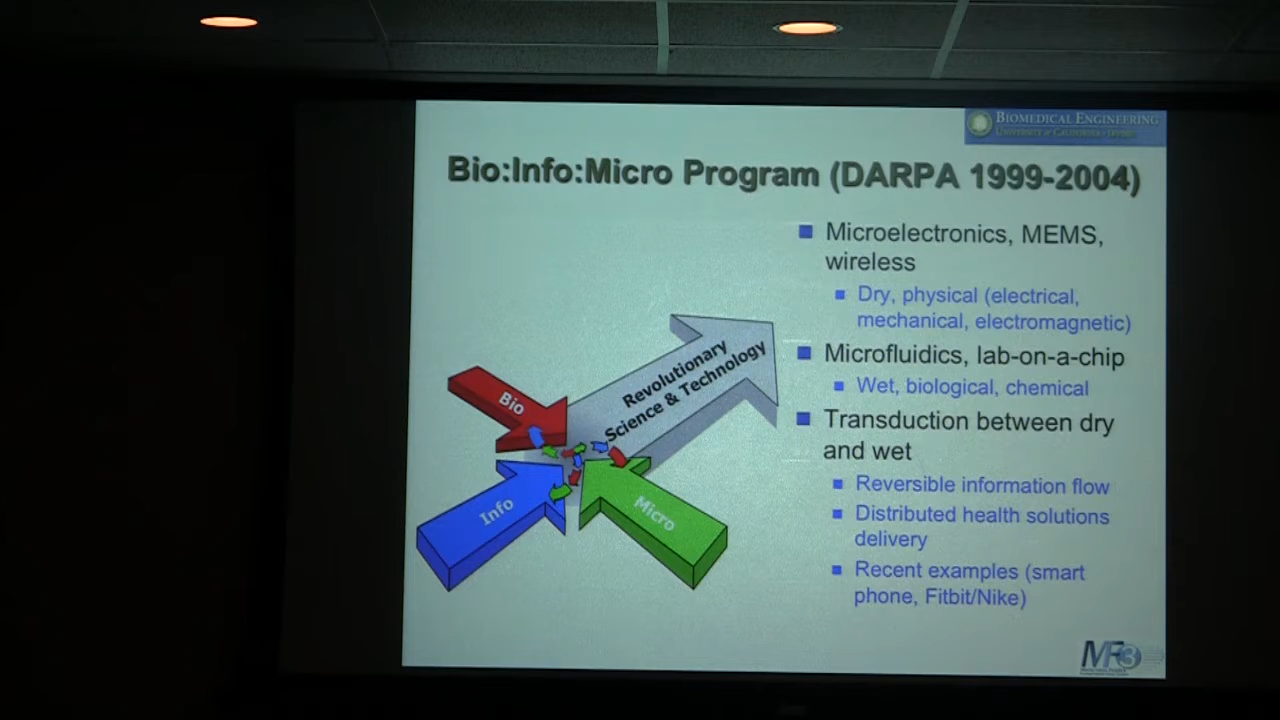 BIOMEDICAL ENGINEERING
UNIVERSITY of CALIFORNIA • IRVINE
Bio:Info:Micro Program (DARPA 1999-2004)
Microelectronics, MEMS,
wireless
Dry, physical (electrical,
mechanical, electromagnetic)
Microfluidics, lab-on-a-chip
Wet, biological, chemical
Transduction between dry
and wet
Reversible information flow
Distributed health solutions
delivery
Recent examples (smart
phone, Fitbit/Nike)
Revolutionary
Science & Technology
Bio
Info
Micro
MF3